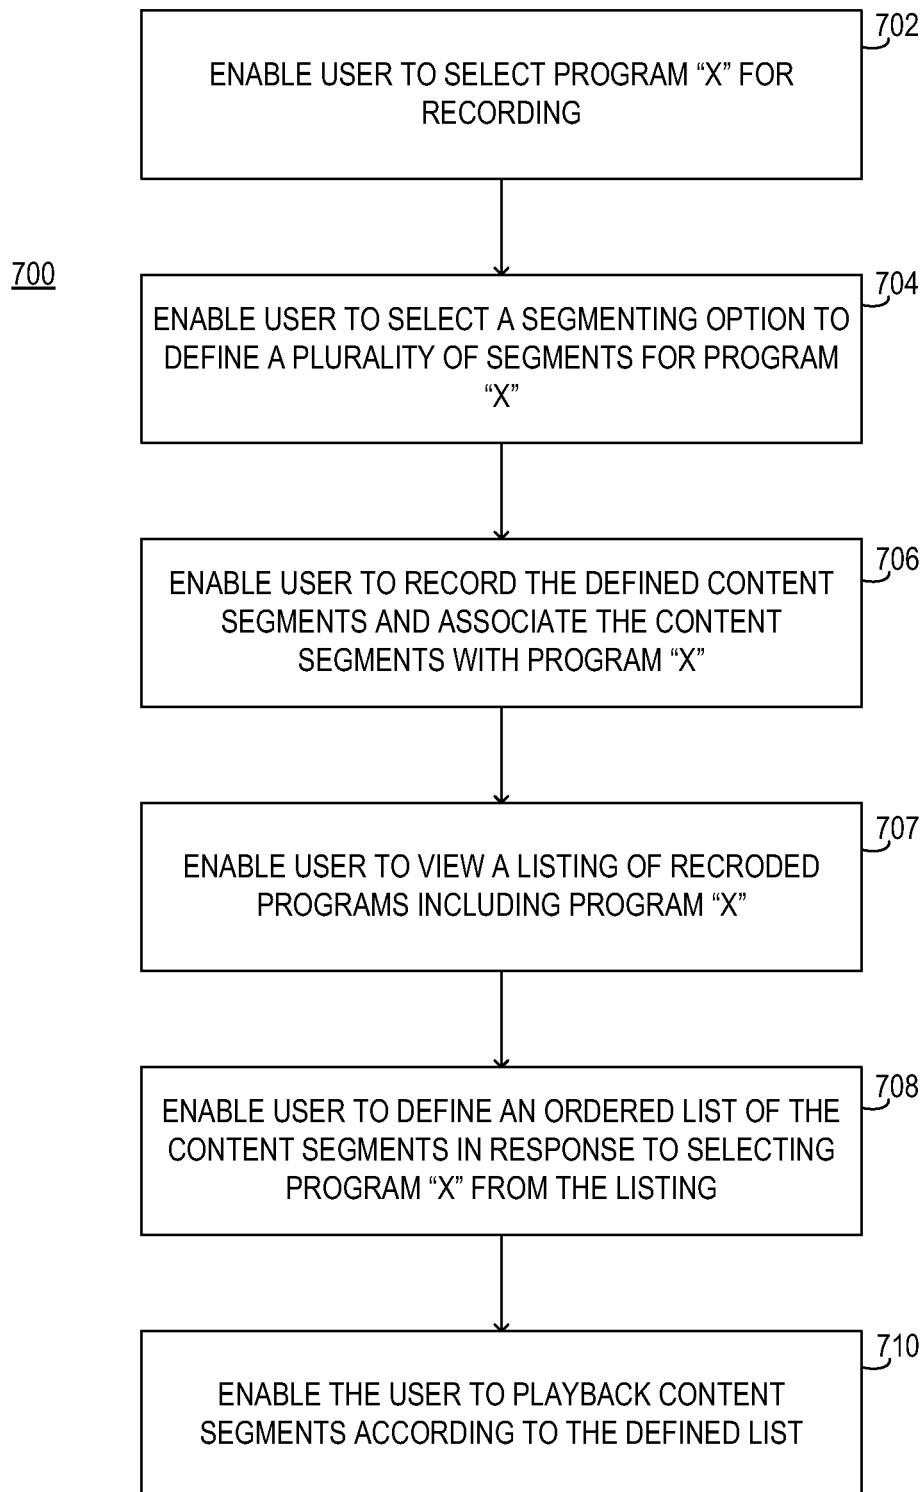 702
ENABLE USER TO SELECT PROGRAM “X” FOR
RECORDING
700
704
ENABLE USER TO SELECT A SEGMENTING OPTION TO
DEFINE A PLURALITY OF SEGMENTS FOR PROGRAM
“X”
706
ENABLE USER TO RECORD THE DEFINED CONTENT
SEGMENTS AND ASSOCIATE THE CONTENT
SEGMENTS WITH PROGRAM “X”
707
ENABLE USER TO VIEW A LISTING OF RECRODED
PROGRAMS INCLUDING PROGRAM “X”
708
ENABLE USER TO DEFINE AN ORDERED LIST OF THE
CONTENT SEGMENTS IN RESPONSE TO SELECTING
PROGRAM “X” FROM THE LISTING
710
ENABLE THE USER TO PLAYBACK CONTENT
SEGMENTS ACCORDING TO THE DEFINED LIST